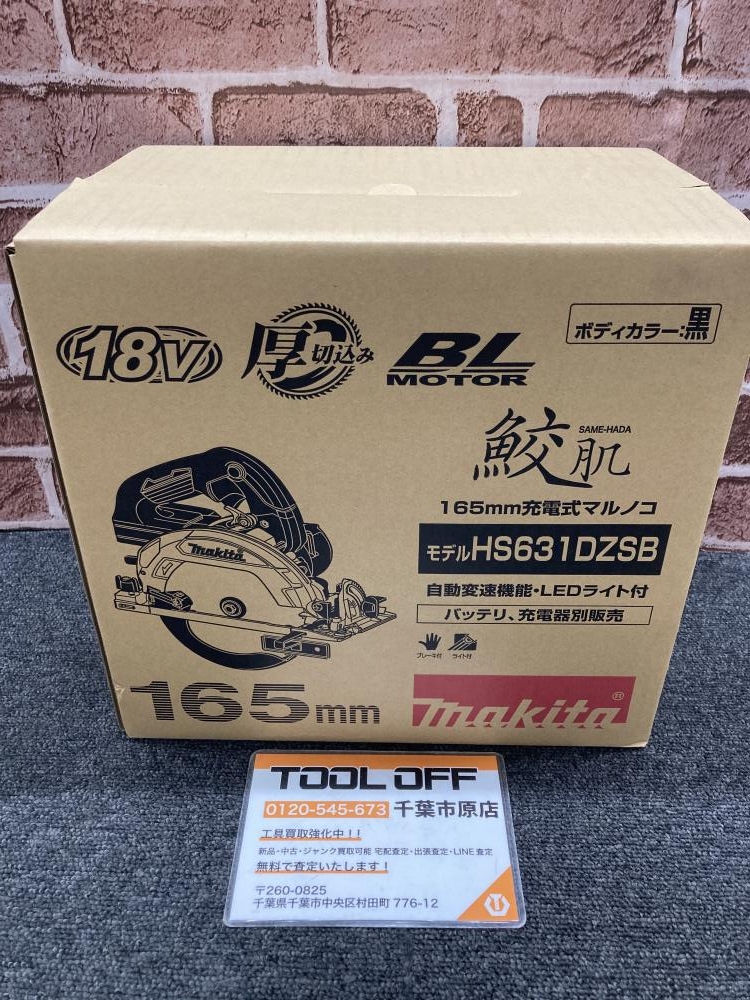 18V
厚切込み
BL
MOTOR
ボディカラー:黒
鮫肌
SAME-HADA
165mm充電式マルノコ
モデルHS631DZSB
自動変速機能・LEDライト付
バッテリ、充電器別販売
ブレーキ付
ライト付
makita
165mm
makita®
TOOL OFF
0120-545-673 千葉市原店
工具買取強化中!!
新品・中古・ジャンク買取可能 宅配査定・出張査定・LINE査定
無料で査定いたします!
〒260-0825
千葉県千葉市中央区村田町 776-12